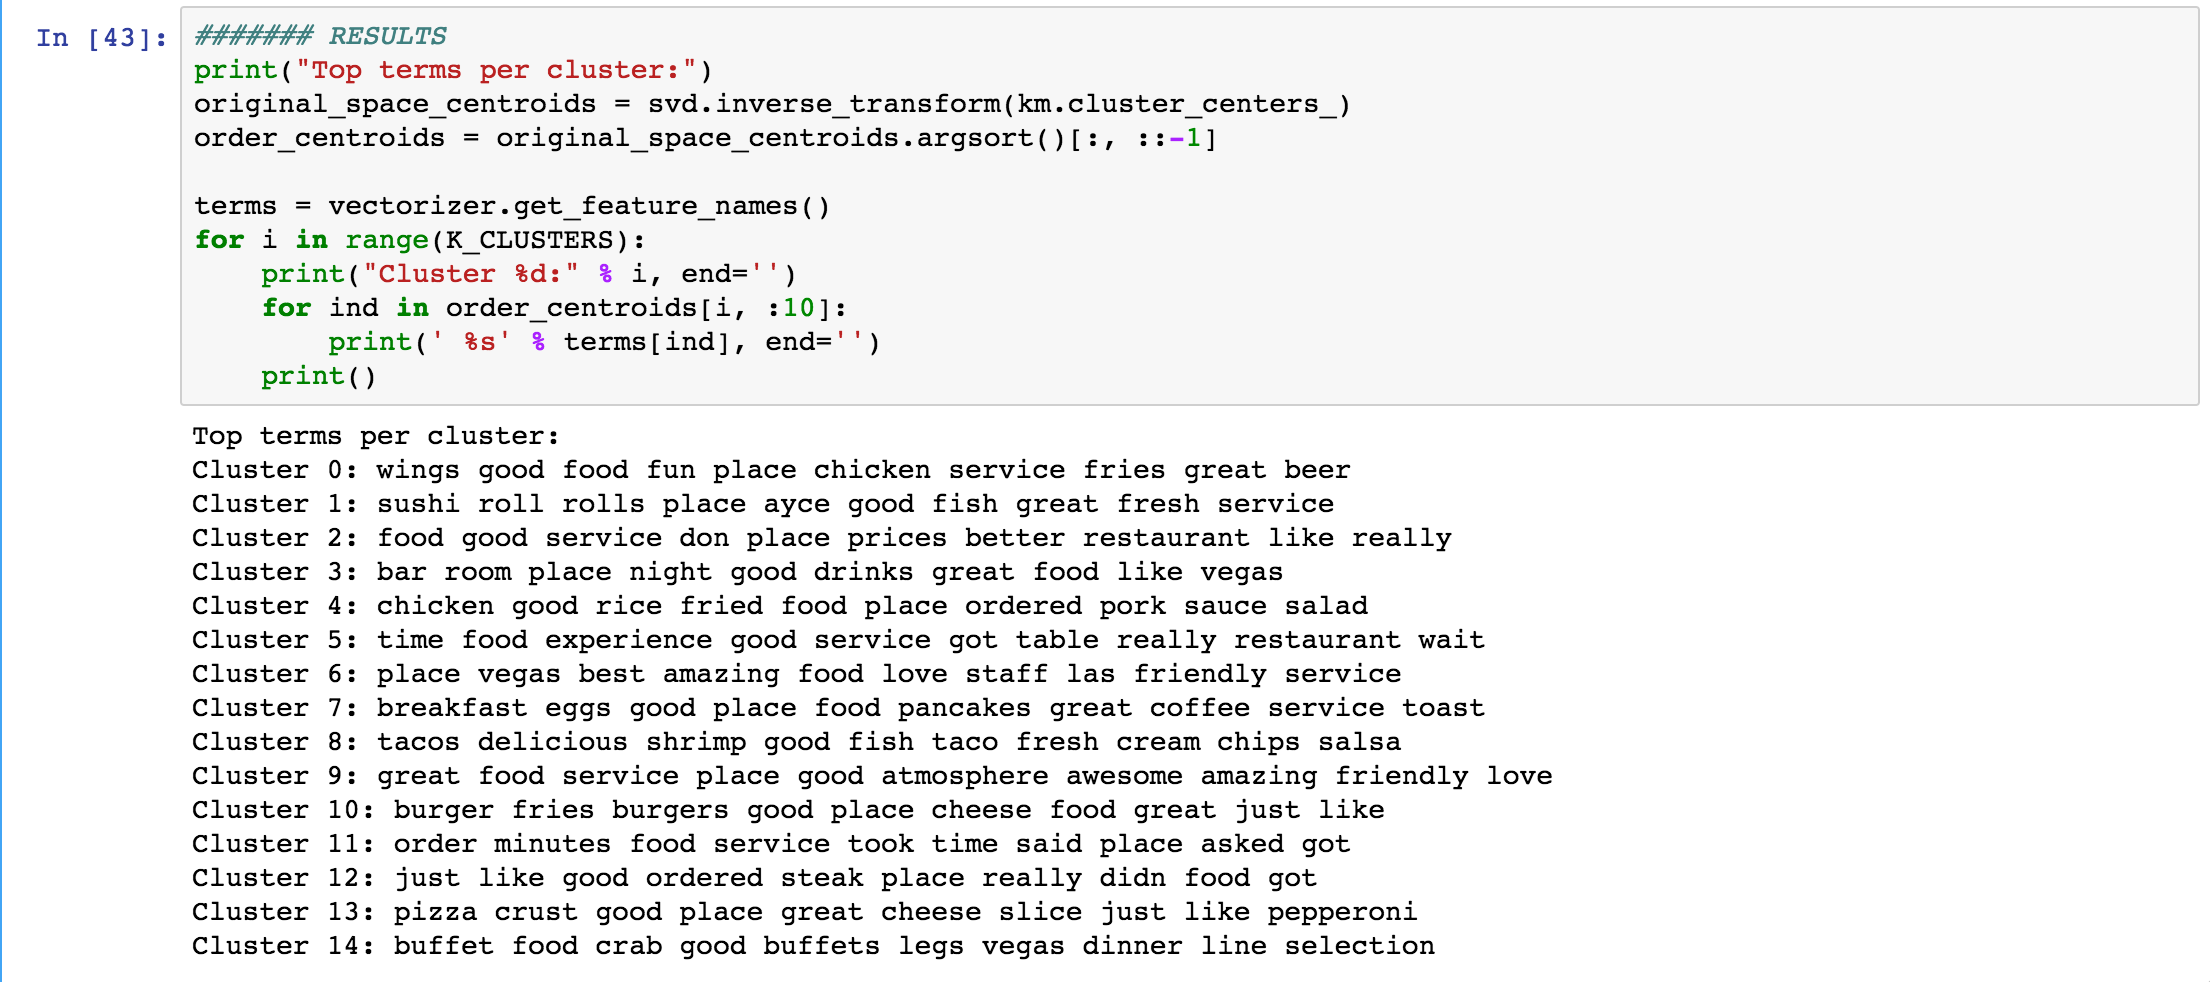 In [43]:
####### RESULTS
print("Top terms per cluster:")
original_space_centroids = svd.inverse_transform(km.cluster_centers_)
order_centroids = original_space_centroids.argsort()[:, ::-1]

terms = vectorizer.get_feature_names()
for i in range(K_CLUSTERS):
    print("Cluster %d:" % i, end='')
    for ind in order_centroids[i, :10]:
        print(' %s' % terms[ind], end='')
    print()
Top terms per cluster:
Cluster 0: wings good food fun place chicken service fries great beer
Cluster 1: sushi roll rolls place ayce good fish great fresh service
Cluster 2: food good service don place prices better restaurant like really
Cluster 3: bar room place night good drinks great food like vegas
Cluster 4: chicken good rice fried food place ordered pork sauce salad
Cluster 5: time food experience good service got table really restaurant wait
Cluster 6: place vegas best amazing food love staff las friendly service
Cluster 7: breakfast eggs good place food pancakes great coffee service toast
Cluster 8: tacos delicious shrimp good fish taco fresh cream chips salsa
Cluster 9: great food service place good atmosphere awesome amazing friendly love
Cluster 10: burger fries burgers good place cheese food great just like
Cluster 11: order minutes food service took time said place asked got
Cluster 12: just like good ordered steak place really didn food got
Cluster 13: pizza crust good place great cheese slice just like pepperoni
Cluster 14: buffet food crab good buffets legs vegas dinner line selection